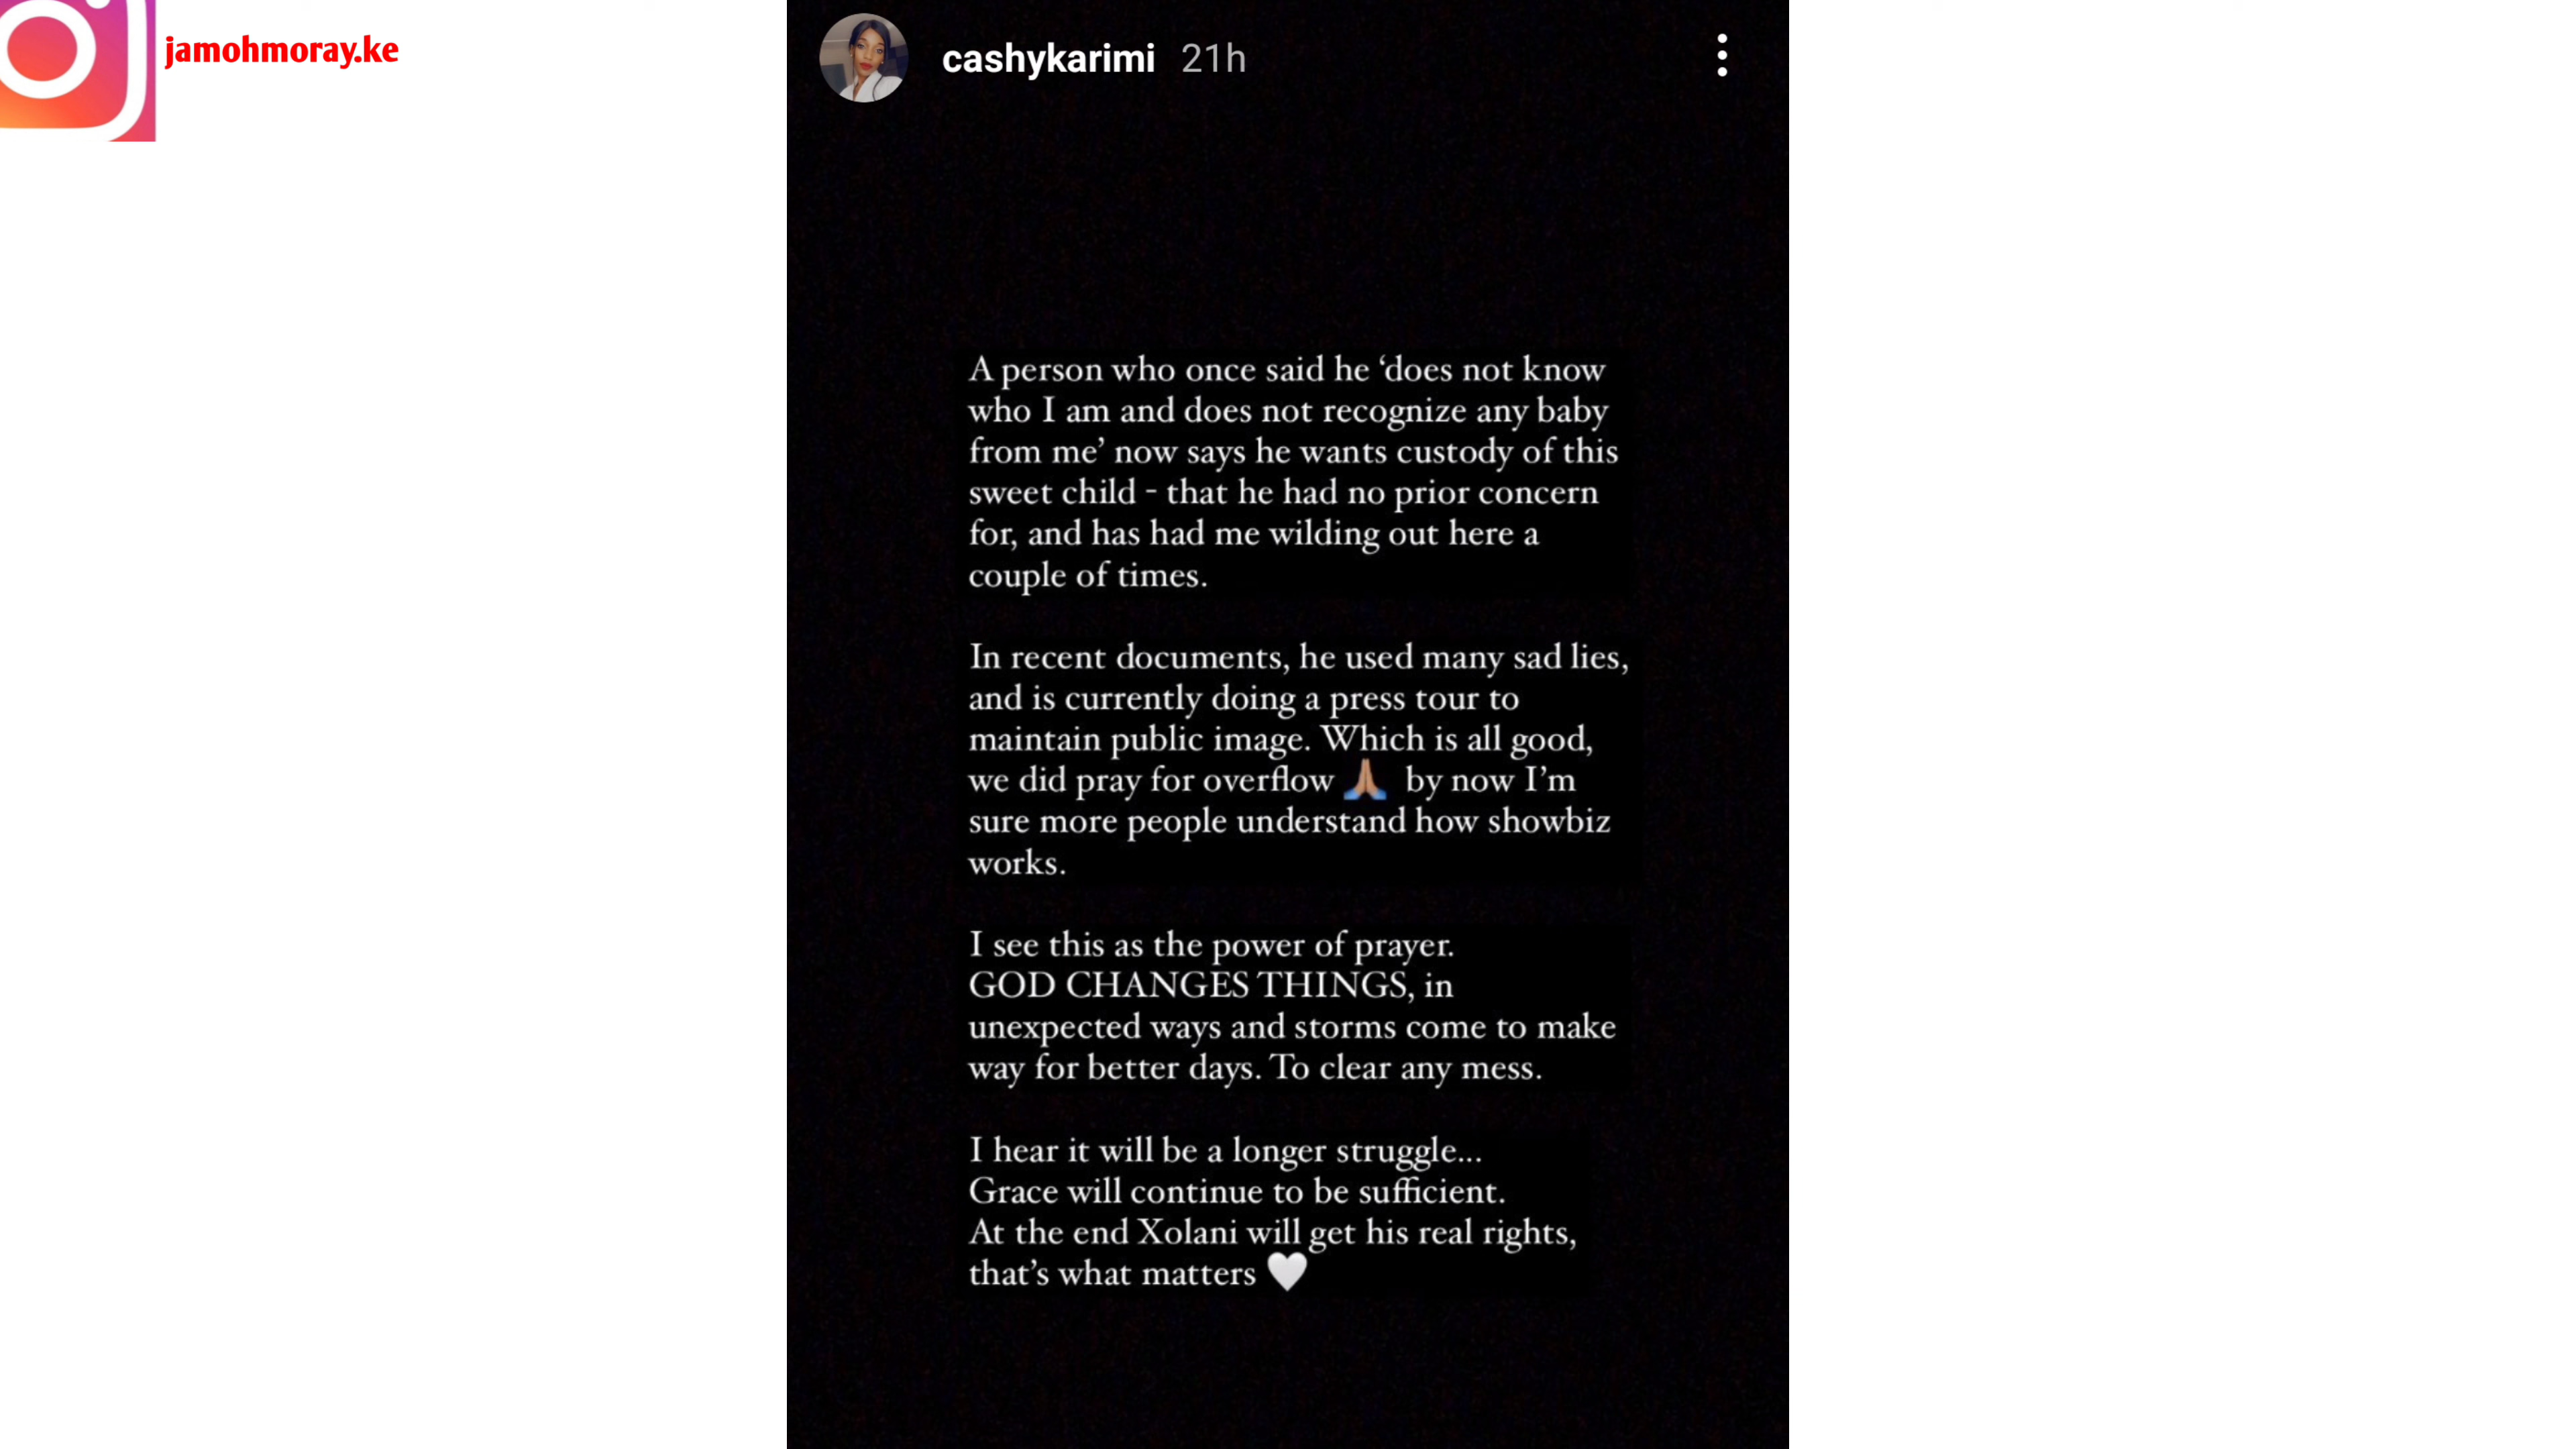 jamohmoray.ke
cashykarimi 21h
A person who once said he ‘does not know
who I am and does not recognize any baby
from me’ now says he wants custody of this
sweet child - that he had no prior concern
for, and has had me wilding out here a
couple of times.
In recent documents, he used many sad lies,
and is currently doing a press tour to
maintain public image. Which is all good,
we did pray for overflow 🙏🏽 by now I’m
sure more people understand how showbiz
works.
I see this as the power of prayer.
GOD CHANGES THINGS, in
unexpected ways and storms come to make
way for better days. To clear any mess.
I hear it will be a longer struggle...
Grace will continue to be sufficient.
At the end Xolani will get his real rights,
that’s what matters 🤍